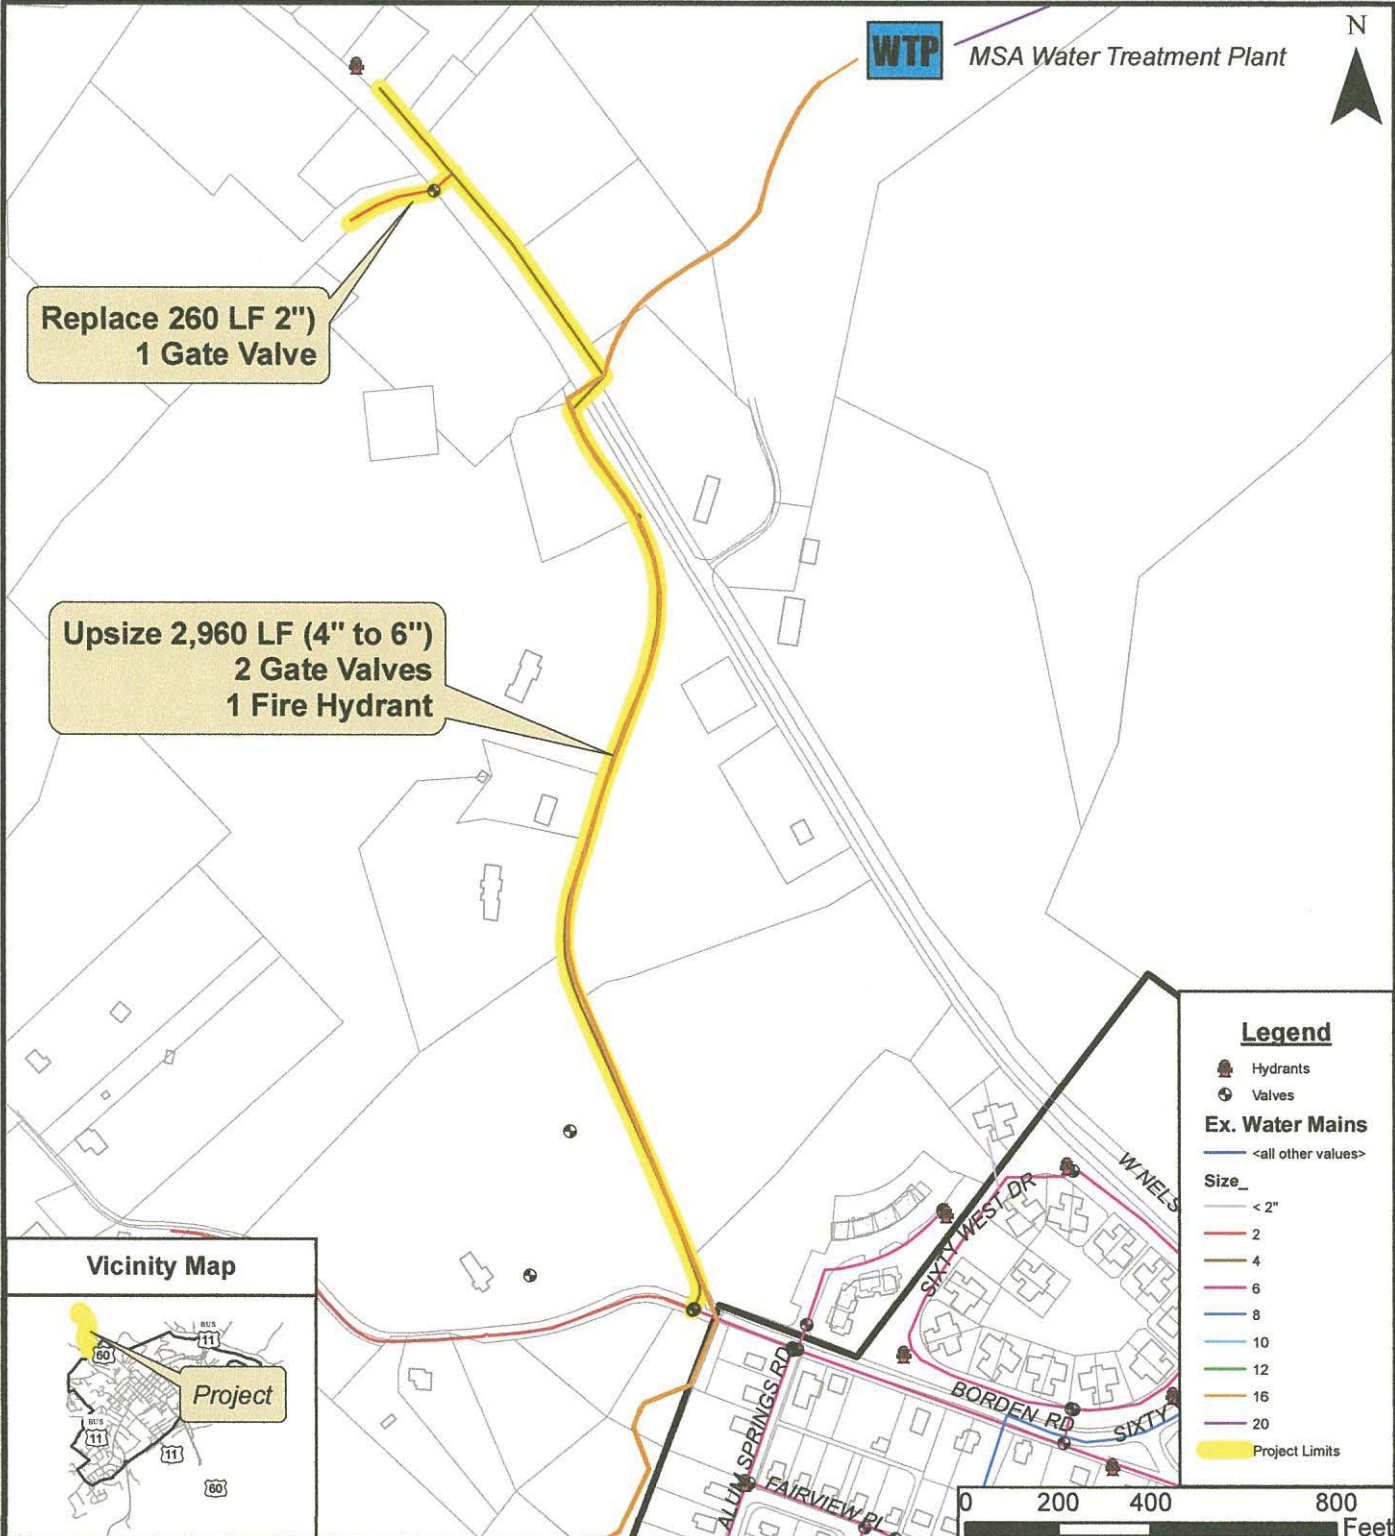 WTP
MSA Water Treatment Plant
N
Replace 260 LF 2")
1 Gate Valve
Upsize 2,960 LF (4" to 6")
2 Gate Valves
1 Fire Hydrant
Legend
Hydrants
Valves
Ex. Water Mains
<all other values>
Size_
< 2"
2
4
6
8
10
12
16
20
Project Limits
W NELS
SIXTY WEST DR
BORDEN RD
SIXTY
ALUM SPRINGS RD
FAIRVIEW PL
Vicinity Map
BUS
11
60
Project
BUS
11
11
60
0 200 400 800
Feet